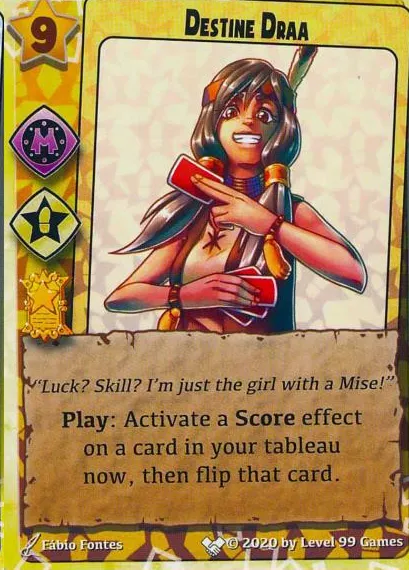 9
DESTINE DRAA
M
"Luck? Skill? I'm just the girl with a Mise!"
Play: Activate a Score effect
on a card in your tableau
now, then flip that card.
Fábio Fontes
© 2020 by Level 99 Games